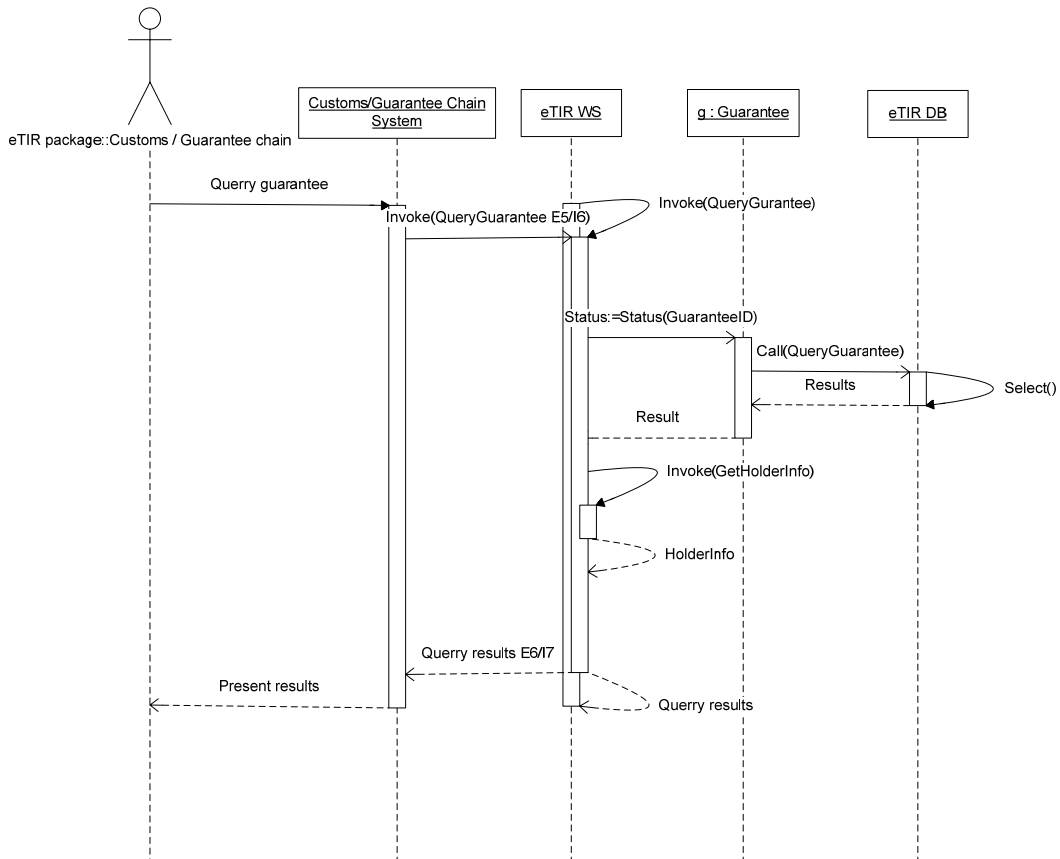 Customs/Guarantee Chain
System
eTIR WS
g : Guarantee
eTIR DB
eTIR package::Customs / Guarantee chain
Querry guarantee
Invoke(QueryGurantee)
Invoke(QueryGuarantee E5/I6)
Status:=Status(GuaranteeID)
Call(QueryGuarantee)
Results
Select()
Result
Invoke(GetHolderInfo)
HolderInfo
Querry results E6/I7
Present results
Querry results